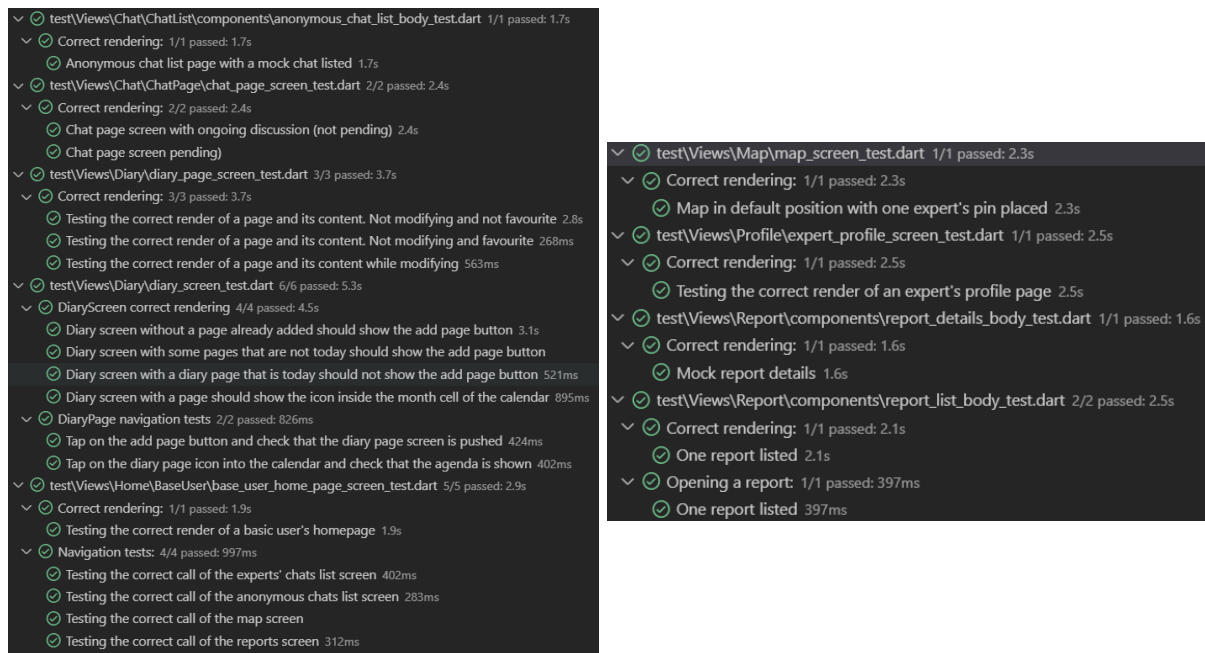 test\Views\Chat\ChatList\components\anonymous_chat_list_body_test.dart 1/1 passed: 1.7s
Correct rendering: 1/1 passed: 1.7s
Anonymous chat list page with a mock chat listed 1.7s
test\Views\Chat\ChatPage\chat_page_screen_test.dart 2/2 passed: 2.4s
Correct rendering: 2/2 passed: 2.4s
Chat page screen with ongoing discussion (not pending) 2.4s
Chat page screen pending)
test\Views\Diary\diary_page_screen_test.dart 3/3 passed: 3.7s
Correct rendering: 3/3 passed: 3.7s
Testing the correct render of a page and its content. Not modifying and not favourite 2.8s
Testing the correct render of a page and its content. Not modifying and favourite 268ms
Testing the correct render of a page and its content while modifying 563ms
test\Views\Diary\diary_screen_test.dart 6/6 passed: 5.3s
DiaryScreen correct rendering 4/4 passed: 4.5s
Diary screen without a page already added should show the add page button 3.1s
Diary screen with some pages that are not today should show the add page button
Diary screen with a diary page that is today should not show the add page button 521ms
Diary screen with a page should show the icon inside the month cell of the calendar 895ms
DiaryPage navigation tests 2/2 passed: 826ms
Tap on the add page button and check that the diary page screen is pushed 424ms
Tap on the diary page icon into the calendar and check that the agenda is shown 402ms
test\Views\Home\BaseUser\base_user_home_page_screen_test.dart 5/5 passed: 2.9s
Correct rendering: 1/1 passed: 1.9s
Testing the correct render of a basic user's homepage 1.9s
Navigation tests: 4/4 passed: 997ms
Testing the correct call of the experts' chats list screen 402ms
Testing the correct call of the anonymous chats list screen 283ms
Testing the correct call of the map screen
Testing the correct call of the reports screen 312ms
test\Views\Map\map_screen_test.dart 1/1 passed: 2.3s
Correct rendering: 1/1 passed: 2.3s
Map in default position with one expert's pin placed 2.3s
test\Views\Profile\expert_profile_screen_test.dart 1/1 passed: 2.5s
Correct rendering: 1/1 passed: 2.5s
Testing the correct render of an expert's profile page 2.5s
test\Views\Report\components\report_details_body_test.dart 1/1 passed: 1.6s
Correct rendering: 1/1 passed: 1.6s
Mock report details 1.6s
test\Views\Report\components\report_list_body_test.dart 2/2 passed: 2.5s
Correct rendering: 1/1 passed: 2.1s
One report listed 2.1s
Opening a report: 1/1 passed: 397ms
One report listed 397ms